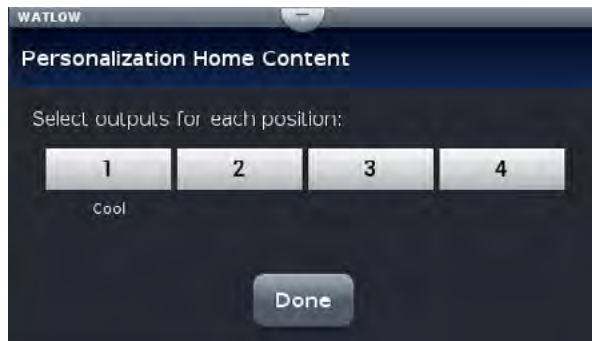 WATLOW
Personalization Home Content
Select outputs for each position:
1 2 3 4
Cool
Done